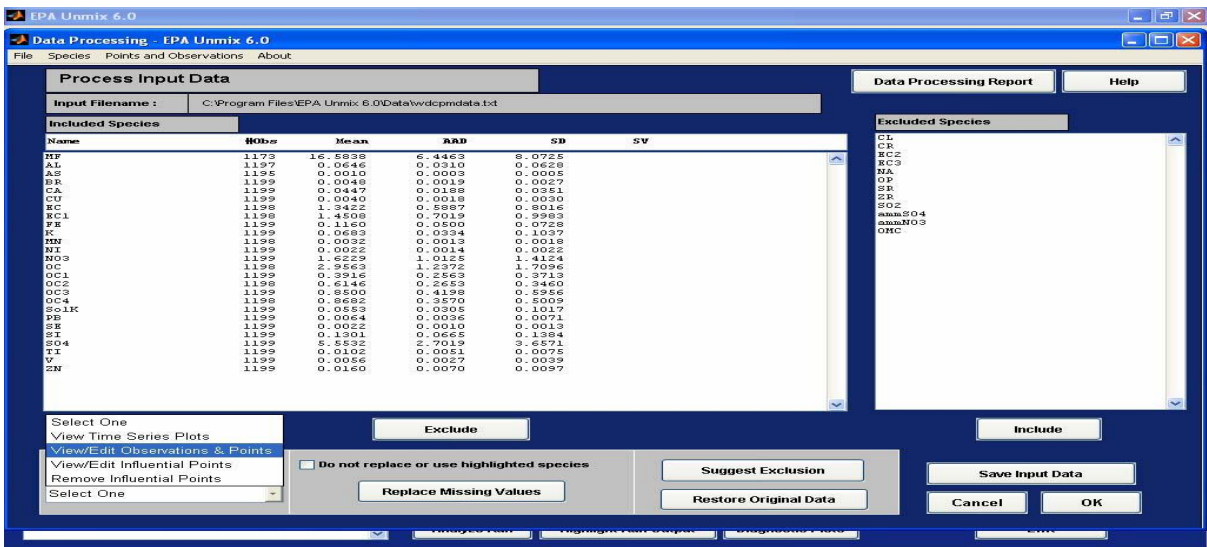 EPA Unmix 6.0
Data Processing - EPA Unmix 6.0
File Species Points and Observations About
Process Input Data
Data Processing Report Help
Input Filename : C:\Program Files\EPA Unmix 6.0\Data\wdcpmdata.txt
Included Species Excluded Species
Name #Obs Mean AAD SD SV
MF 1173 16.5838 6.4463 8.0725
AL 1197 0.0646 0.0310 0.0628
AS 1195 0.0010 0.0003 0.0005
BR 1199 0.0048 0.0019 0.0027
CA 1199 0.0447 0.0188 0.0351
CU 1199 0.0040 0.0018 0.0030
EC 1198 1.3422 0.5887 0.8016
EC1 1198 1.4508 0.7019 0.9983
FE 1199 0.1160 0.0500 0.0728
K 1199 0.0683 0.0334 0.1037
MN 1198 0.0032 0.0013 0.0018
NI 1199 0.0022 0.0014 0.0022
NO3 1199 1.6229 1.0125 1.4124
OC 1198 2.9563 1.2372 1.7096
OC1 1199 0.3916 0.2563 0.3713
OC2 1198 0.6146 0.2653 0.3460
OC3 1199 0.8500 0.4198 0.5956
OC4 1198 0.8682 0.3570 0.5009
SolK 1199 0.0553 0.0305 0.1017
PB 1199 0.0064 0.0036 0.0071
SE 1199 0.0022 0.0010 0.0013
SI 1199 0.1301 0.0665 0.1384
SO4 1199 5.5532 2.7019 3.6571
TI 1199 0.0102 0.0051 0.0075
V 1199 0.0056 0.0027 0.0039
ZN 1199 0.0160 0.0070 0.0097
CL
CR
EC2
EC3
NA
OP
SR
ZR
SO2
ammSO4
ammNO3
OMC
Exclude
Include
Select One
View Time Series Plots
View/Edit Observations & Points
View/Edit Influential Points
Remove Influential Points
Select One
Do not replace or use highlighted species
Replace Missing Values
Suggest Exclusion
Restore Original Data
Save Input Data
Cancel OK